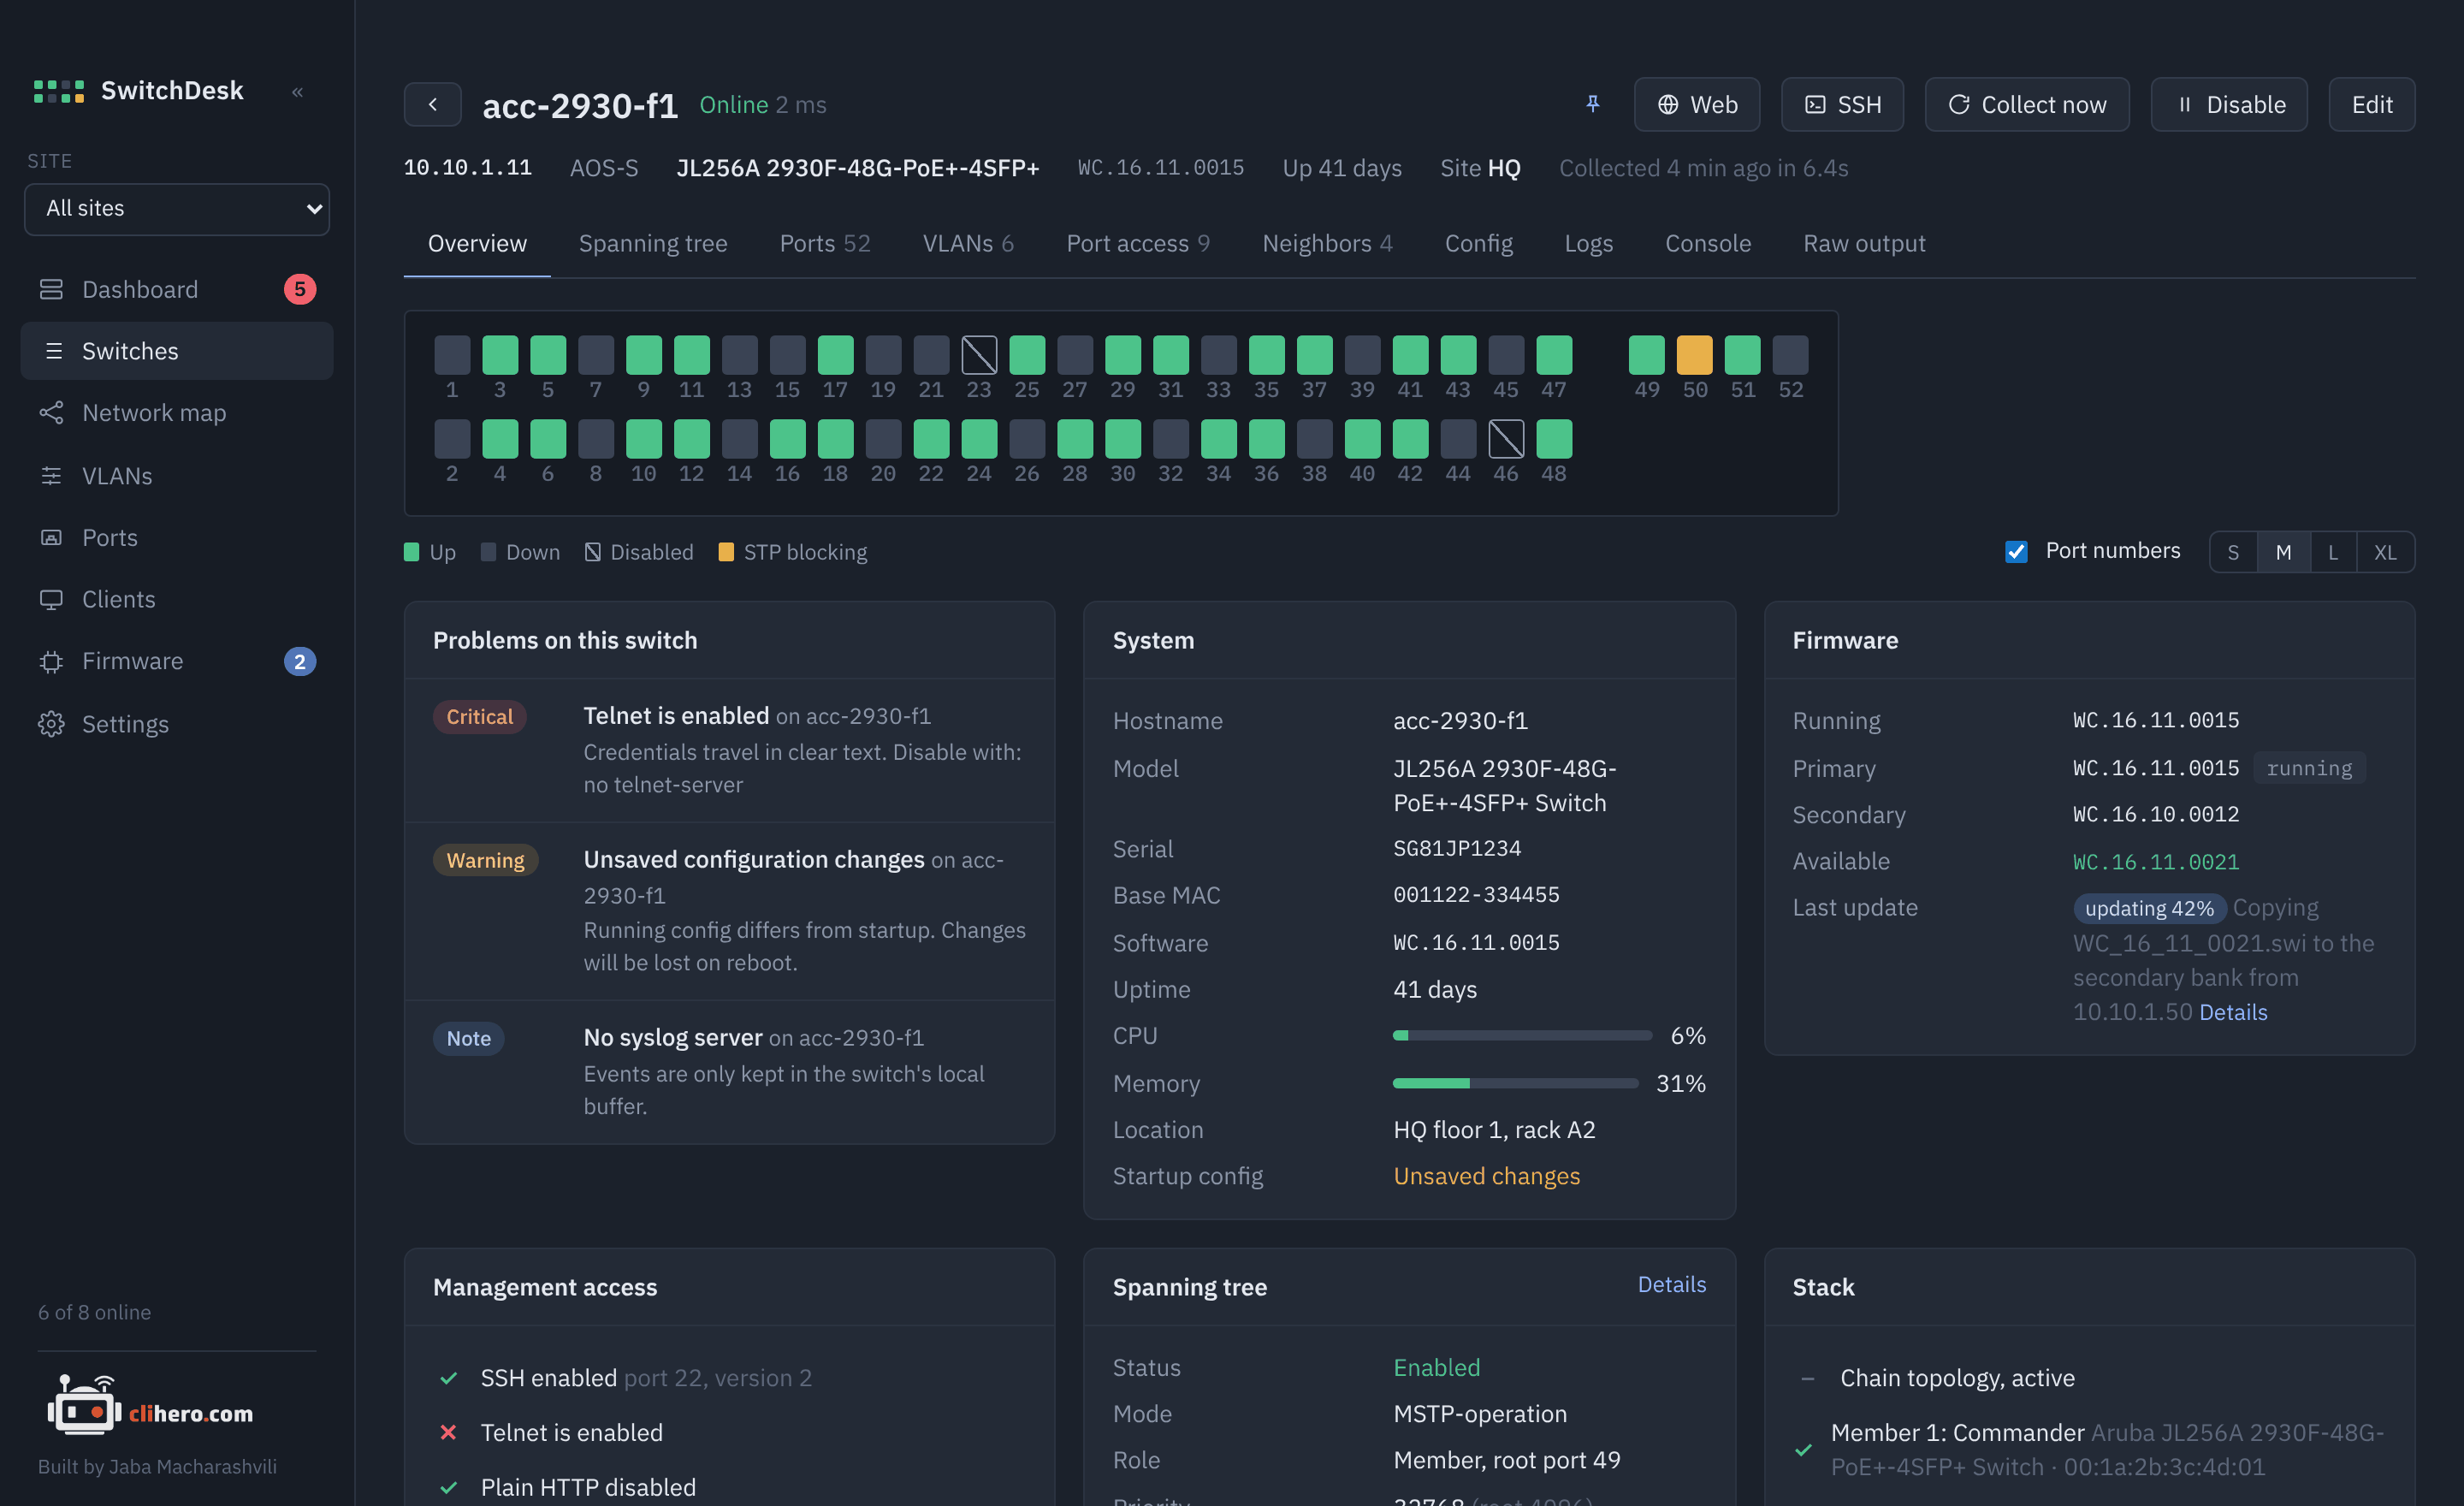 SwitchDesk «
SITE
All sites
Dashboard 5
Switches
Network map
VLANs
Ports
Clients
Firmware 2
Settings
6 of 8 online
clihero.com
Built by Jaba Macharashvili
acc-2930-f1 Online 2 ms
Web SSH Collect now Disable Edit
10.10.1.11 AOS-S JL256A 2930F-48G-PoE+-4SFP+ WC.16.11.0015 Up 41 days Site HQ Collected 4 min ago in 6.4s
Overview Spanning tree Ports 52 VLANs 6 Port access 9 Neighbors 4 Config Logs Console Raw output
1 3 5 7 9 11 13 15 17 19 21 23 25 27 29 31 33 35 37 39 41 43 45 47 49 50 51 52
2 4 6 8 10 12 14 16 18 20 22 24 26 28 30 32 34 36 38 40 42 44 46 48
Up Down Disabled STP blocking
Port numbers S M L XL
Problems on this switch
Critical Telnet is enabled on acc-2930-f1
Credentials travel in clear text. Disable with:
no telnet-server
Warning Unsaved configuration changes on acc-
2930-f1
Running config differs from startup. Changes
will be lost on reboot.
Note No syslog server on acc-2930-f1
Events are only kept in the switch's local
buffer.
System
Hostname acc-2930-f1
Model JL256A 2930F-48G-
PoE+-4SFP+ Switch
Serial SG81JP1234
Base MAC 001122-334455
Software WC.16.11.0015
Uptime 41 days
CPU 6%
Memory 31%
Location HQ floor 1, rack A2
Startup config Unsaved changes
Firmware
Running WC.16.11.0015
Primary WC.16.11.0015 running
Secondary WC.16.10.0012
Available WC.16.11.0021
Last update updating 42% Copying
WC_16_11_0021.swi to the
secondary bank from
10.10.1.50 Details
Management access
SSH enabled port 22, version 2
Telnet is enabled
Plain HTTP disabled
Spanning tree Details
Status Enabled
Mode MSTP-operation
Role Member, root port 49
Priority 32768 (root 4096)
Stack
– Chain topology, active
Member 1: Commander Aruba JL256A 2930F-48G-
PoE+-4SFP+ Switch · 00:1a:2b:3c:4d:01